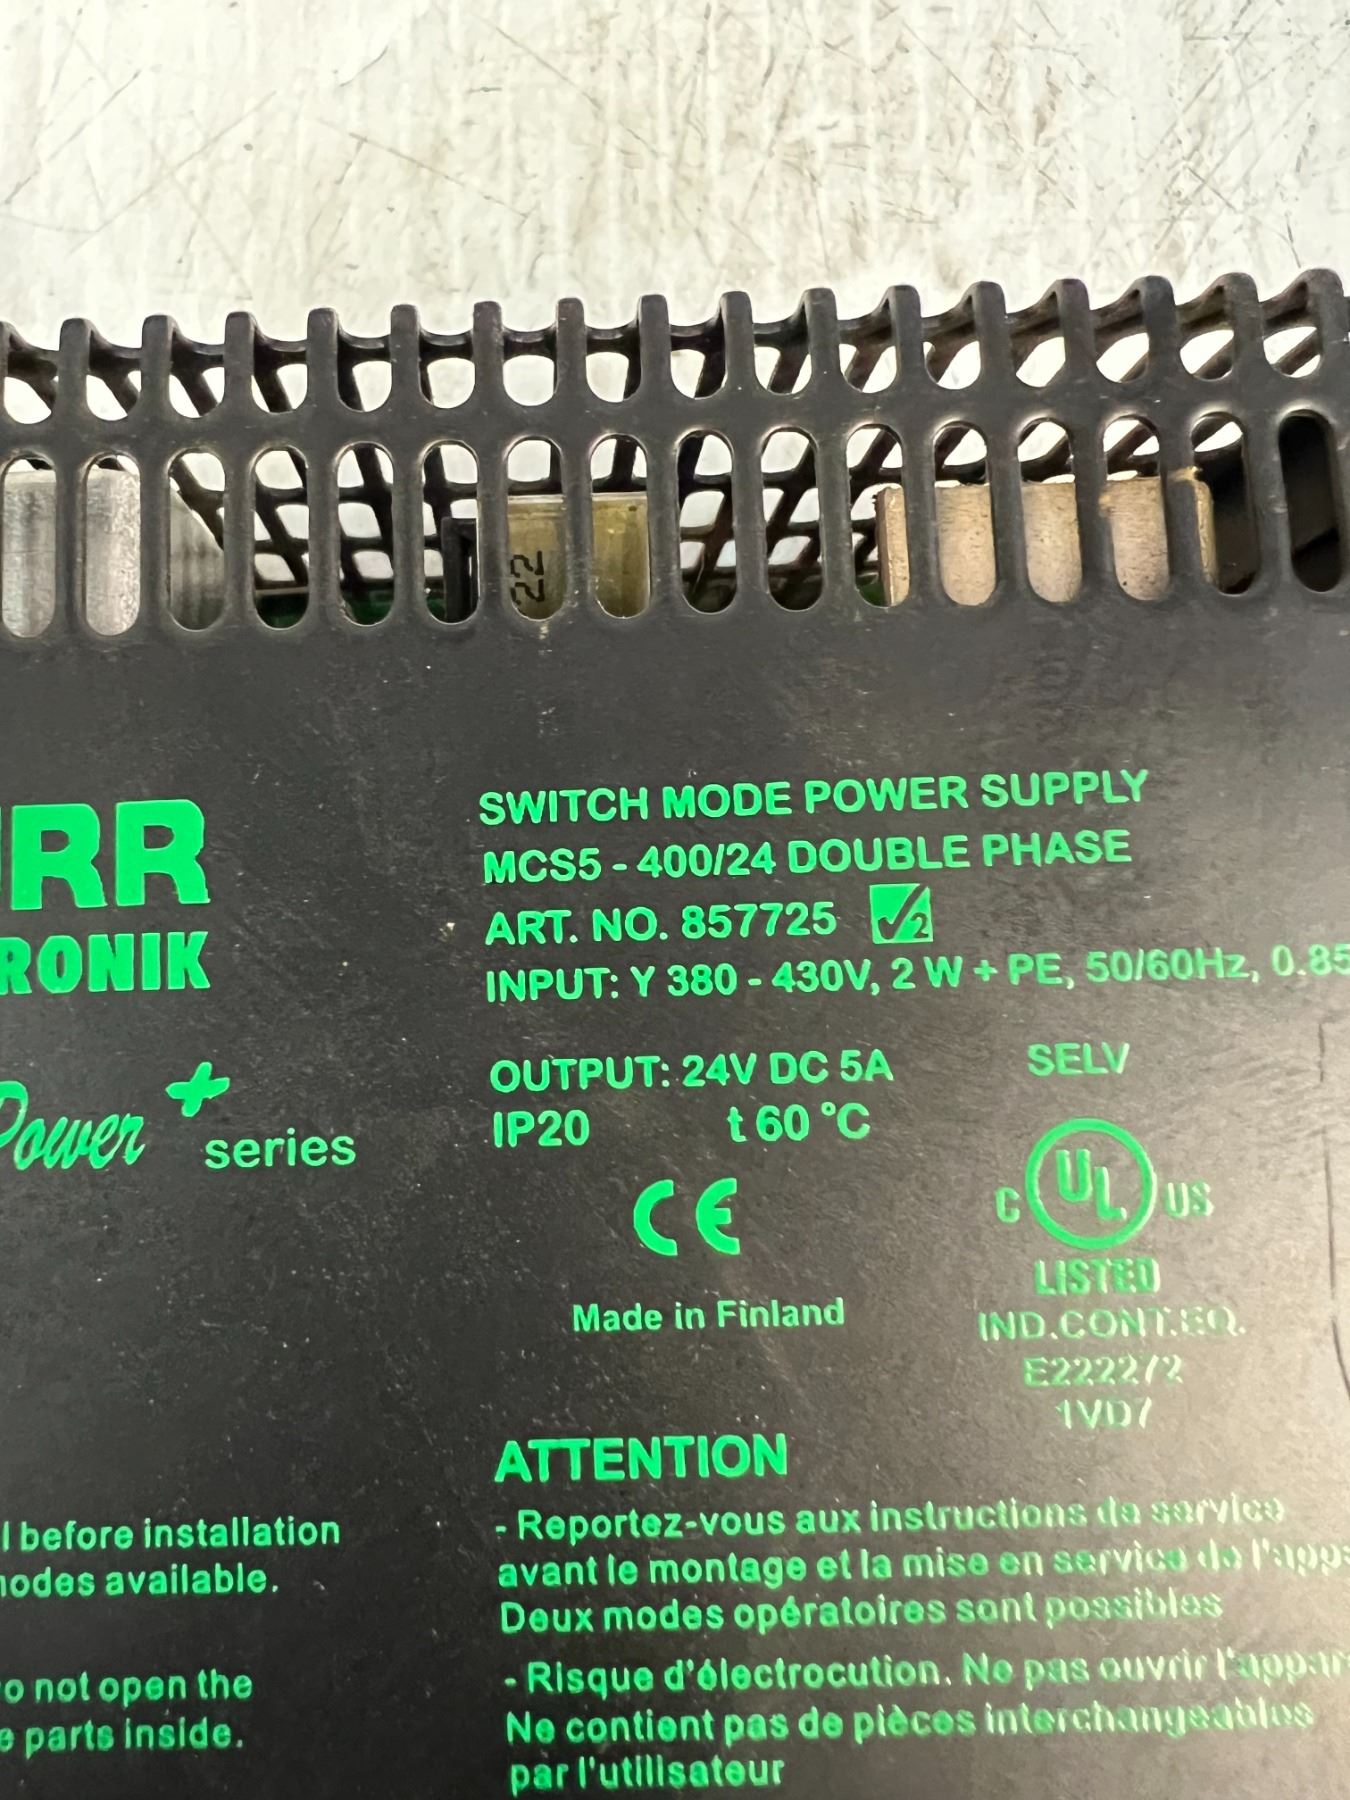 22
URR
RONIK
Power + series
SWITCH MODE POWER SUPPLY
MCS5 - 400/24 DOUBLE PHASE
ART. NO. 857725
INPUT: Y 380 - 430V, 2 W + PE, 50/60Hz, 0.85
OUTPUT: 24V DC 5A SELV
IP20 t 60 °C
CE
C UL US
LISTED
IND.CONT.EQ.
E222272
1VD7
Made in Finland
l before installation
odes available.
o not open the
e parts inside.
ATTENTION
- Reportez-vous aux instructions de service
avant le montage et la mise en service de l'appa
Deux modes opératoires sont possibles
- Risque d'électrocution. Ne pas ouvrir l'appar
Ne contient pas de pièces interchangeables
par l'utilisateur